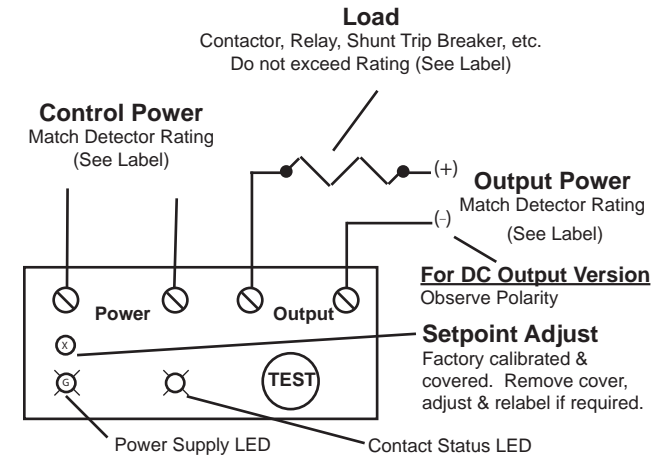 Load
Contactor, Relay, Shunt Trip Breaker, etc.
Do not exceed Rating (See Label)
Control Power
Match Detector Rating
(See Label)
(+)
Output Power
Match Detector Rating
(See Label)
(-)
For DC Output Version
Observe Polarity
Power
Output
Setpoint Adjust
Factory calibrated &
covered. Remove cover,
adjust & relabel if required.
X
G
TEST
Power Supply LED
Contact Status LED